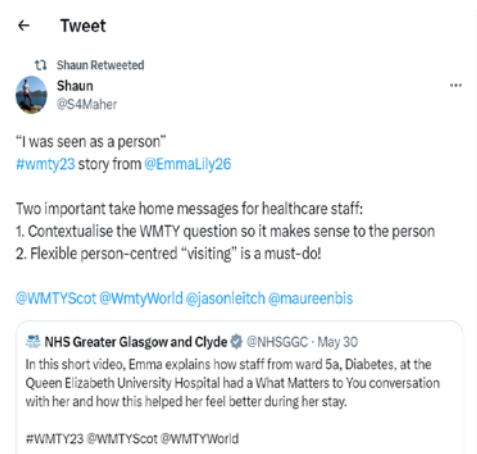 Tweet
Shaun Retweeted
Shaun
@S4Maher
“I was seen as a person”
#wmty23 story from @EmmaLily26
Two important take home messages for healthcare staff:
1. Contextualise the WMTY question so it makes sense to the person
2. Flexible person-centred “visiting” is a must-do!
@WMTYScot @WmtyWorld @jasonleitch @maureenbis
NHS Greater Glasgow and Clyde @NHSGGC · May 30
In this short video, Emma explains how staff from ward 5a, Diabetes, at the
Queen Elizabeth University Hospital had a What Matters to You conversation
with her and how this helped her feel better during her stay.
#WMTY23 @WMTYScot @WMTYWorld